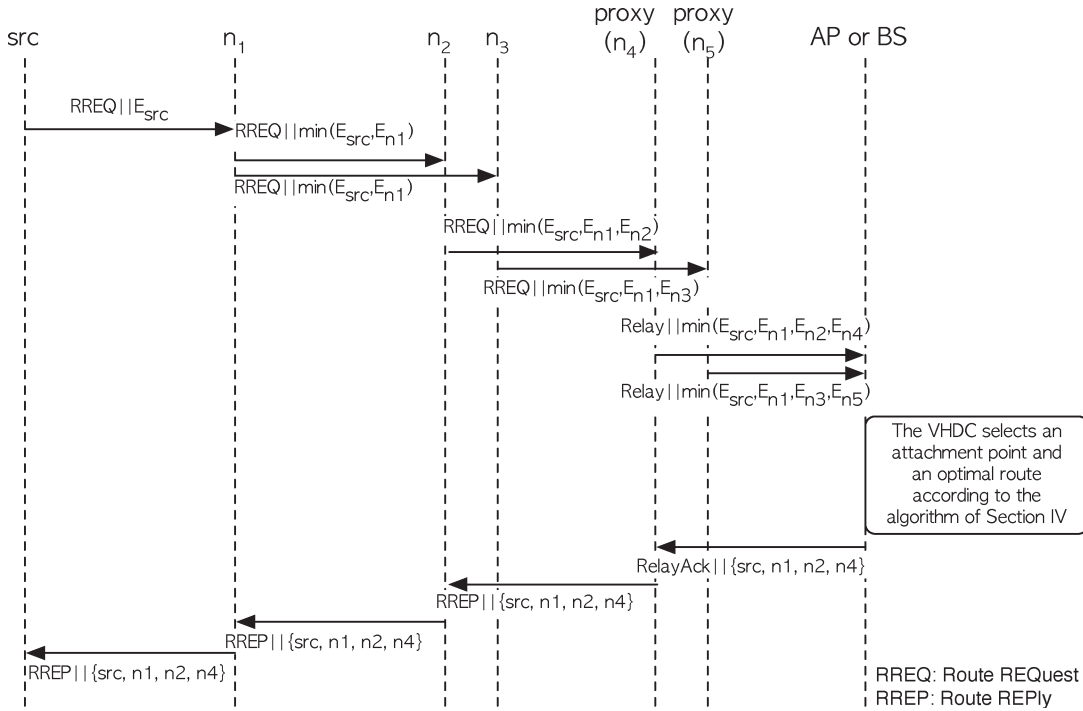 src
n1
n2
n3
proxy
(n4)
proxy
(n5)
AP or BS
RREQ||Esrc
RREQ||min(Esrc,En1)
RREQ||min(Esrc,En1)
RREQ||min(Esrc,En1,En2)
RREQ||min(Esrc,En1,En3)
Relay||min(Esrc,En1,En2,En4)
Relay||min(Esrc,En1,En3,En5)
The VHDC selects an
attachment point and
an optimal route
according to the
algorithm of Section IV
RelayAck||{src, n1, n2, n4}
RREP||{src, n1, n2, n4}
RREP||{src, n1, n2, n4}
RREP||{src, n1, n2, n4}
RREQ: Route REQuest
RREP: Route REPly